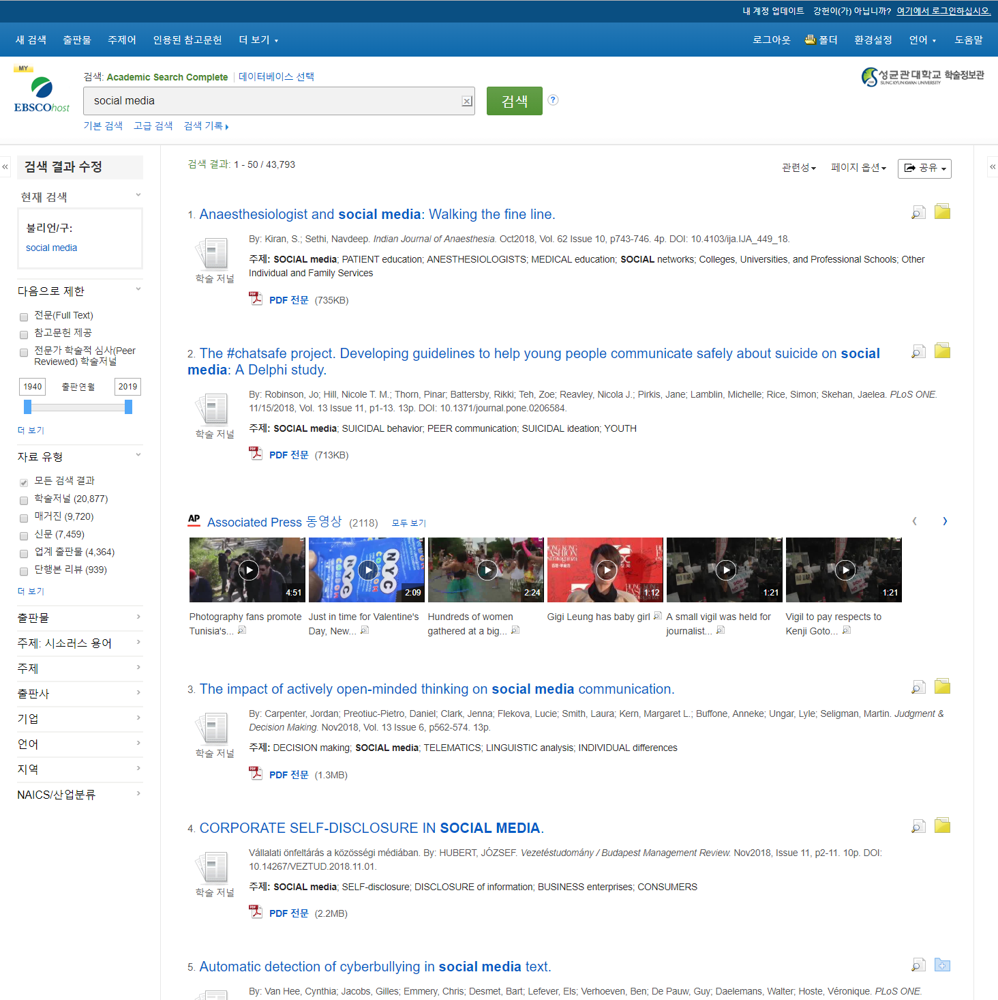 내 계정 업데이트 강현이(가) 아닙니까? 여기에서 로그인하십시오.
새 검색 출판물 주제어 인용된 참고문헌 더 보기
로그아웃 폴더 환경설정 언어 도움말
MY
EBSCOhost
검색: Academic Search Complete 데이터베이스 선택
social media
검색
?
기본 검색 고급 검색 검색 기록
성균관대학교 학술정보관
SUNGKYUNKWAN UNIVERSITY
검색 결과 수정
현재 검색
불리언/구:
social media
다음으로 제한
전문(Full Text)
참고문헌 제공
전문가 학술적 심사(Peer
Reviewed) 학술저널
1940 출판연월 2019
더 보기
자료 유형
모든 검색 결과
학술저널 (20,877)
매거진 (9,720)
신문 (7,459)
업계 출판물 (4,364)
단행본 리뷰 (939)
더 보기
출판물
주제: 시소러스 용어
주제
출판사
기업
언어
지역
NAICS/산업분류
검색 결과: 1 - 50 / 43,793
관련성 페이지 옵션 공유
1. Anaesthesiologist and social media: Walking the fine line.
학술 저널
By: Kiran, S.; Sethi, Navdeep. Indian Journal of Anaesthesia. Oct2018, Vol. 62 Issue 10, p743-746. 4p. DOI: 10.4103/ija.IJA_449_18.
주제: SOCIAL media; PATIENT education; ANESTHESIOLOGISTS; MEDICAL education; SOCIAL networks; Colleges, Universities, and Professional Schools; Other
Individual and Family Services
PDF 전문 (735KB)
2. The #chatsafe project. Developing guidelines to help young people communicate safely about suicide on social
media: A Delphi study.
학술 저널
By: Robinson, Jo; Hill, Nicole T. M.; Thorn, Pinar; Battersby, Rikki; Teh, Zoe; Reavley, Nicola J.; Pirkis, Jane; Lamblin, Michelle; Rice, Simon; Skehan, Jaelea. PLoS ONE.
11/15/2018, Vol. 13 Issue 11, p1-13. 13p. DOI: 10.1371/journal.pone.0206584.
주제: SOCIAL media; SUICIDAL behavior; PEER communication; SUICIDAL ideation; YOUTH
PDF 전문 (713KB)
AP Associated Press 동영상 (2118) 모두 보기
4:51 2:09 2:24 1:12 1:21 1:21
Photography fans promote
Tunisia's...
Just in time for Valentine's
Day, New...
Hundreds of women
gathered at a big...
Gigi Leung has baby girl
A small vigil was held for
journalist...
Vigil to pay respects to
Kenji Goto...
3. The impact of actively open-minded thinking on social media communication.
학술 저널
By: Carpenter, Jordan; Preotiuc-Pietro, Daniel; Clark, Jenna; Flekova, Lucie; Smith, Laura; Kern, Margaret L.; Buffone, Anneke; Ungar, Lyle; Seligman, Martin. Judgment &
Decision Making. Nov2018, Vol. 13 Issue 6, p562-574. 13p.
주제: DECISION making; SOCIAL media; TELEMATICS; LINGUISTIC analysis; INDIVIDUAL differences
PDF 전문 (1.3MB)
4. CORPORATE SELF-DISCLOSURE IN SOCIAL MEDIA.
학술 저널
Vállalati önfeltárás a közösségi médiában. By: HUBERT, JÓZSEF. Vezetéstudomány / Budapest Management Review. Nov2018, Issue 11, p2-11. 10p. DOI:
10.14267/VEZTUD.2018.11.01.
주제: SOCIAL media; SELF-disclosure; DISCLOSURE of information; BUSINESS enterprises; CONSUMERS
PDF 전문 (2.2MB)
5. Automatic detection of cyberbullying in social media text.
By: Van Hee, Cynthia; Jacobs, Gilles; Emmery, Chris; Desmet, Bart; Lefever, Els; Verhoeven, Ben; De Pauw, Guy; Daelemans, Walter; Hoste, Véronique. PLoS ONE.